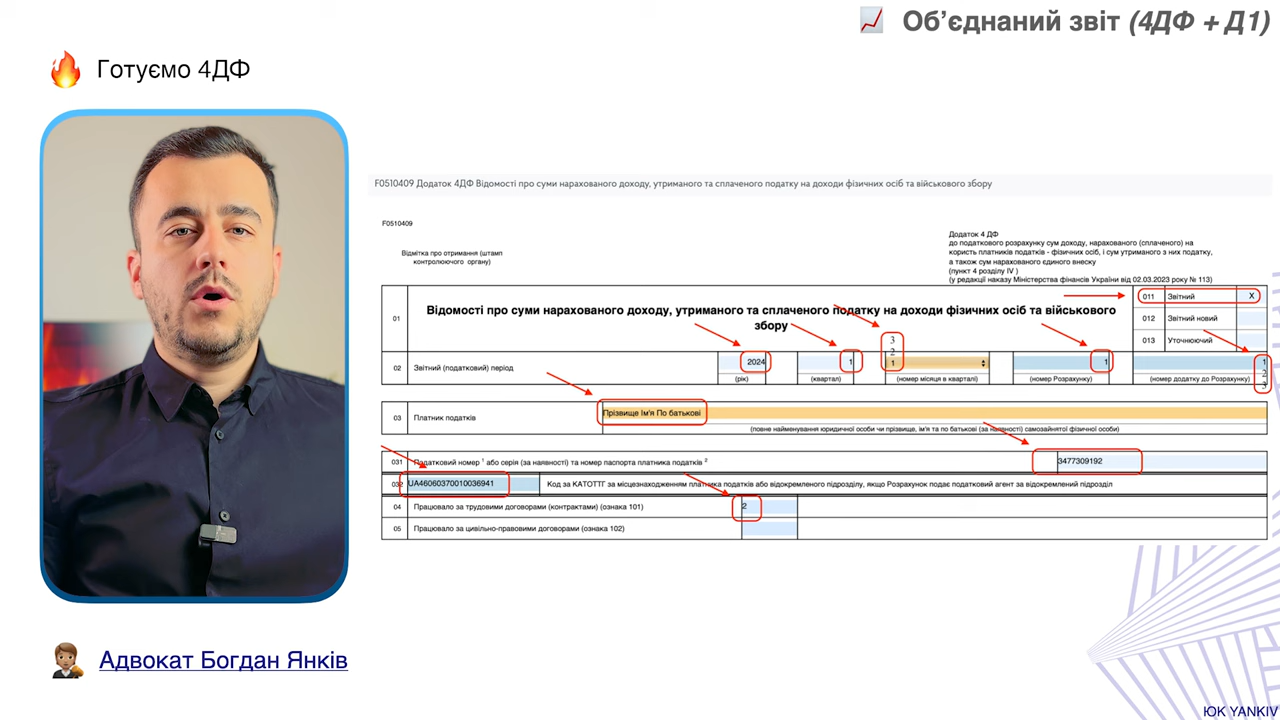 Об’єднаний звіт (4ДФ + Д1)
Готуємо 4ДФ
F0510409 Додаток 4ДФ Відомості про суми нарахованого доходу, утриманого та сплаченого податку на доходи фізичних осіб та військового збору
F0510409
Відмітка про отримання (штамп
контролюючого органу)
Додаток 4 ДФ
до податкового розрахунку сум доходу, нарахованого (сплаченого) на
користь платників податків - фізичних осіб, і сум утриманого з них податку,
а також сум нарахованого єдиного внеску
(пункт 4 розділу IV )
(у редакції наказу Міністерства фінансів України від 02.03.2023 року № 113)
01
Відомості про суми нарахованого доходу, утриманого та сплаченого податку на доходи фізичних осіб та військового
збору
011 Звітний X
012 Звітний новий
013 Уточнюючий
02 Звітний (податковий) період
2024
(рік)
1
(квартал)
3
2
1
(номер місяця в кварталі)
1
(номер Розрахунку)
1
2
3
(номер додатку до Розрахунку)
03 Платник податків
Прізвище Ім'я По батькові
(повне найменування юридичної особи чи прізвище, ім'я та по батькові (за наявності) самозайнятої фізичної особи)
031 Податковий номер 1 або серія (за наявності) та номер паспорта платника податків 2 3477309192
032 UA46060370010036941 Код за КАТОТТГ за місцезнаходженням платника податків або відокремленого підрозділу, якщо Розрахунок подає податковий агент за відокремлений підрозділ
04 Працювало за трудовими договорами (контрактами) (ознака 101) 2
05 Працювало за цивільно-правовими договорами (ознака 102)
Адвокат Богдан Янків
ЮК YANKIV